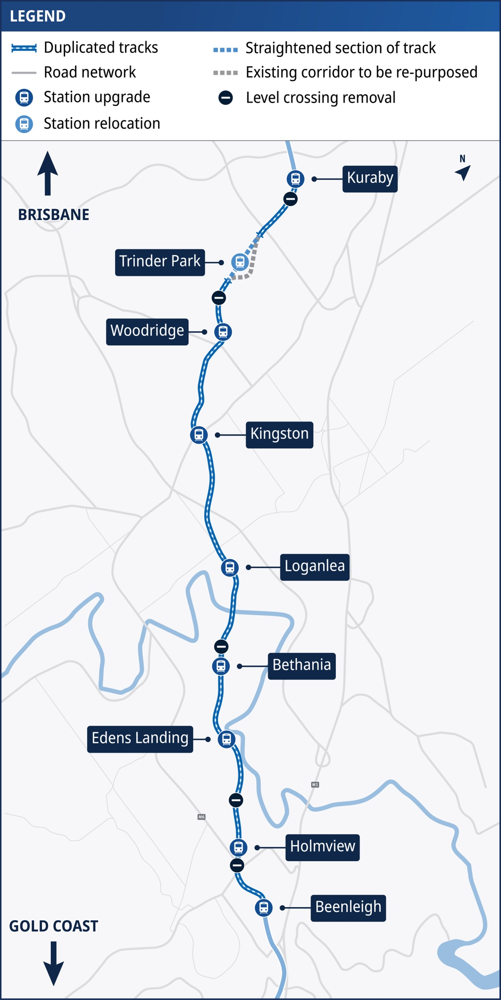 LEGEND
Duplicated tracks
Straightened section of track
Road network
Existing corridor to be re-purposed
Station upgrade
Level crossing removal
Station relocation
N
Kuraby
BRISBANE
Trinder Park
Woodridge
Kingston
Loganlea
Bethania
Edens Landing
M1
M6
Holmview
Beenleigh
GOLD COAST